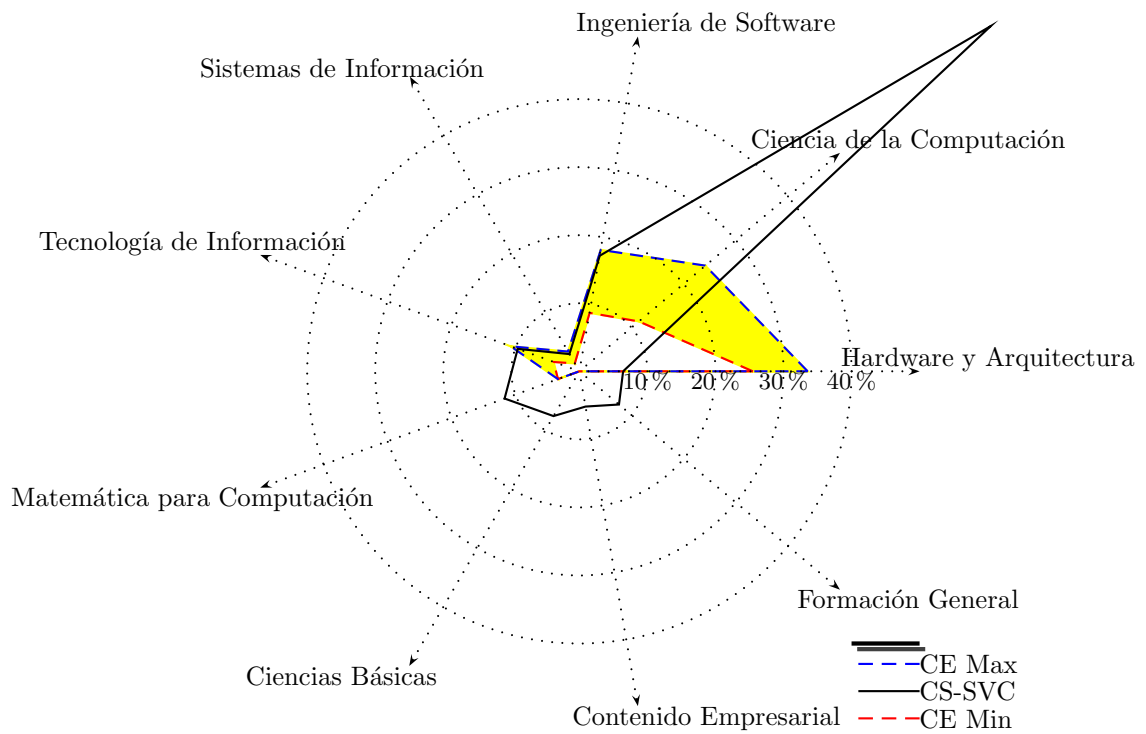 Ingeniería de Software
Sistemas de Información
Ciencia de la Computación
Tecnología de Información
Hardware y Arquitectura
10 % 20 % 30 % 40 %
Matemática para Computación
Formación General
Ciencias Básicas
Contenido Empresarial
CE Max
CS-SVC
CE Min